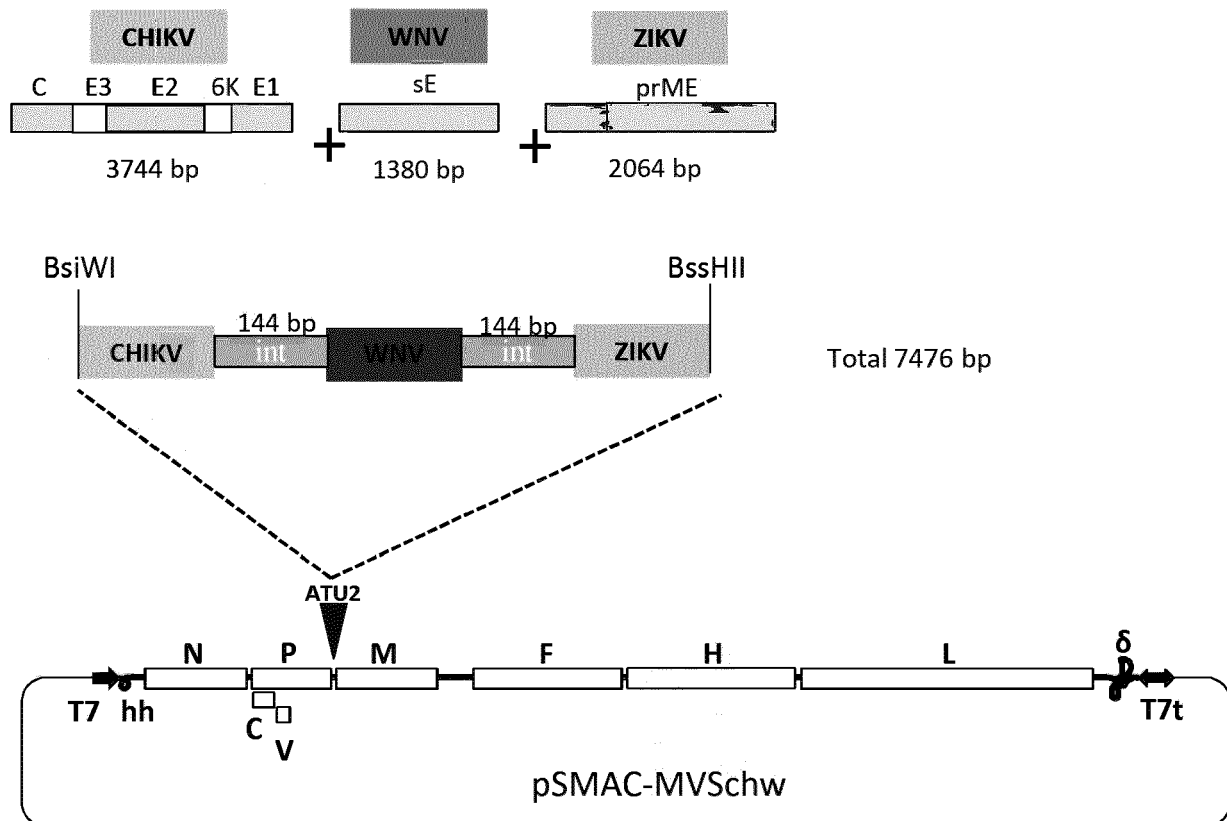 CHIKV WNV ZIKV
C E3 E2 6K E1 sE prME
+ +
3744 bp 1380 bp 2064 bp
BsiWI BssHII
144 bp 144 bp
CHIKV int WNV int ZIKV
Total 7476 bp
ATU2
N P M F H L δ
T7 hh T7t
C
V
pSMAC-MVSchw